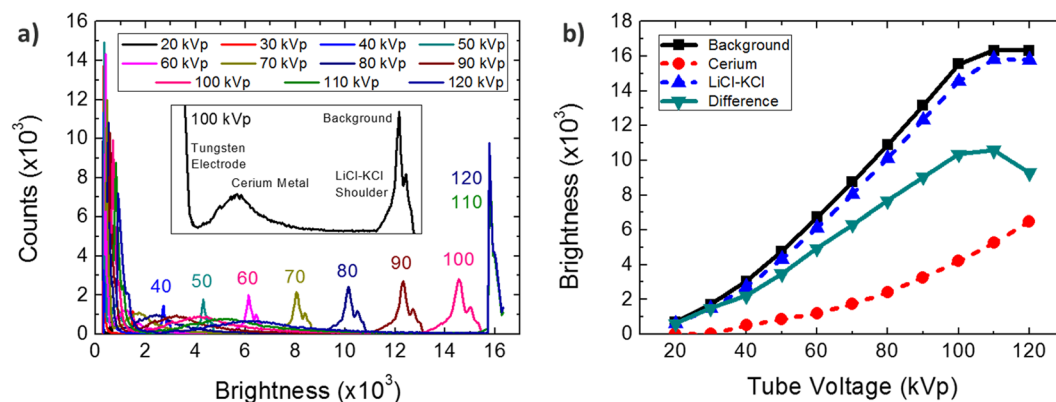 a)
20 kVp 30 kVp 40 kVp 50 kVp
60 kVp 70 kVp 80 kVp 90 kVp
100 kVp 110 kVp 120 kVp
100 kVp
Background
Tungsten
Electrode
Cerium Metal
LiCl-KCl
Shoulder
120
110
100
90
80
70
60
50
40
16
14
12
10
8
6
4
2
0
0 2 4 6 8 10 12 14 16
Counts (x10³)
Brightness (x10³)
b)
Background
Cerium
LiCl-KCl
Difference
18
16
14
12
10
8
6
4
2
0
20 40 60 80 100 120
Brightness (x10³)
Tube Voltage (kVp)